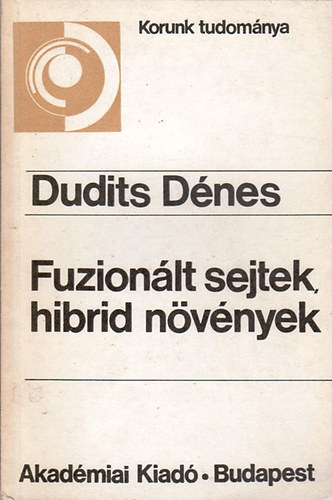 Korunk tudománya
Dudits Dénes
Fuzionált sejtek,
hibrid növények
Akadémiai Kiadó • Budapest